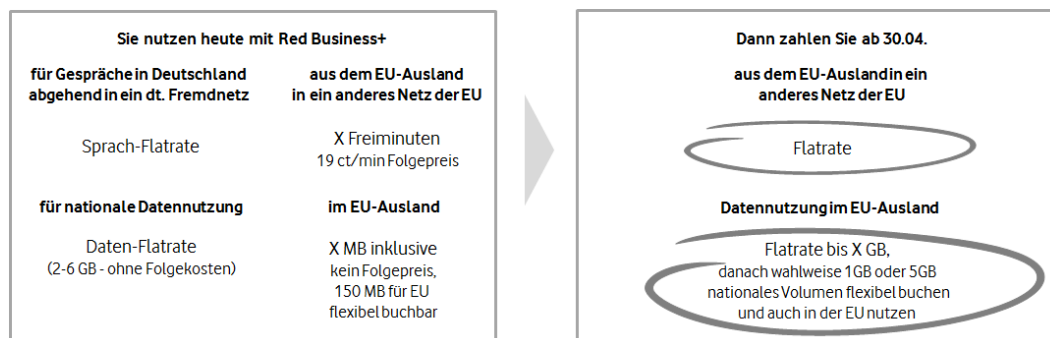 Sie nutzen heute mit Red Business+
für Gespräche in Deutschland
abgehend in ein dt. Fremdnetz
Sprach-Flatrate
aus dem EU-Ausland
in ein anderes Netz der EU
X Freiminuten
19 ct/min Folgepreis
für nationale Datennutzung
Daten-Flatrate
(2-6 GB - ohne Folgekosten)
im EU-Ausland
X MB inklusive
kein Folgepreis,
150 MB für EU
flexibel buchbar
Dann zahlen Sie ab 30.04.
aus dem EU-Ausland in ein
anderes Netz der EU
Flatrate
Datennutzung im EU-Ausland
Flatrate bis X GB,
danach wahlweise 1GB oder 5GB
nationales Volumen flexibel buchen
und auch in der EU nutzen